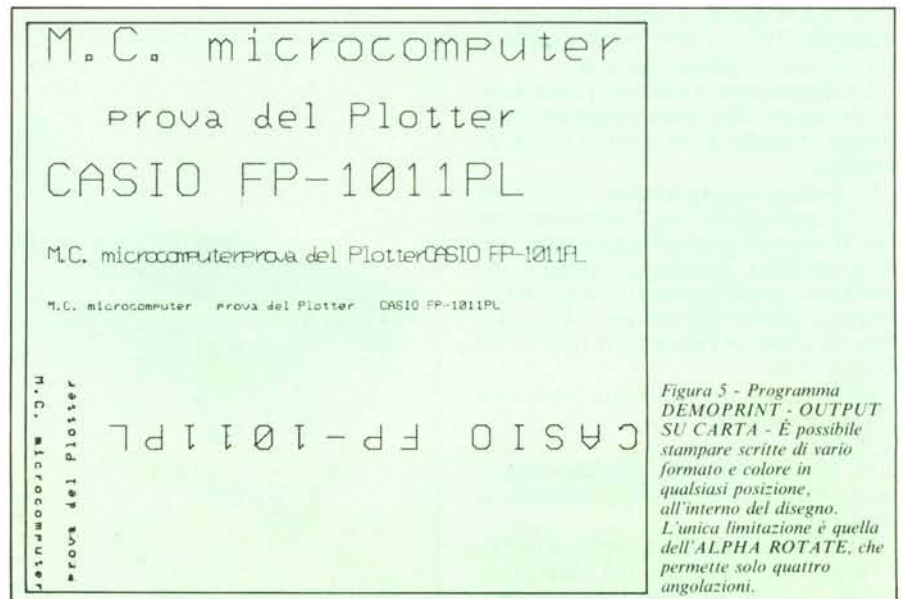 M.C. microcomputer
prova del Plotter
CASIO FP-1011PL
M.C. microcomputerprova del PlotterCASIO FP-1011PL
M.C. microcomputer prova del Plotter CASIO FP-1011PL
M.C. microcomputer
prova del Plotter
CASIO FP-1011PL
Figura 5 - Programma
DEMOPRINT - OUTPUT
SU CARTA - È possibile
stampare scritte di vario
formato e colore in
qualsiasi posizione,
all'interno del disegno.
L'unica limitazione è quella
dell'ALPHA ROTATE, che
permette solo quattro
angolazioni.